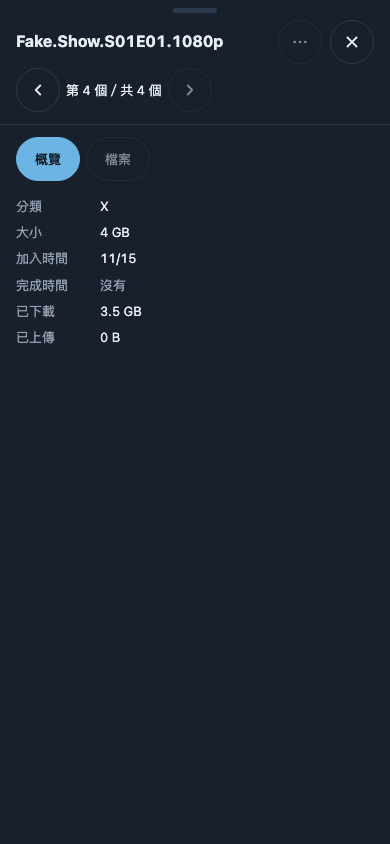 Fake.Show.S01E01.1080p
第 4 個 / 共 4 個
概覽 檔案
分類 X
大小 4 GB
加入時間 11/15
完成時間 沒有
已下載 3.5 GB
已上傳 0 B